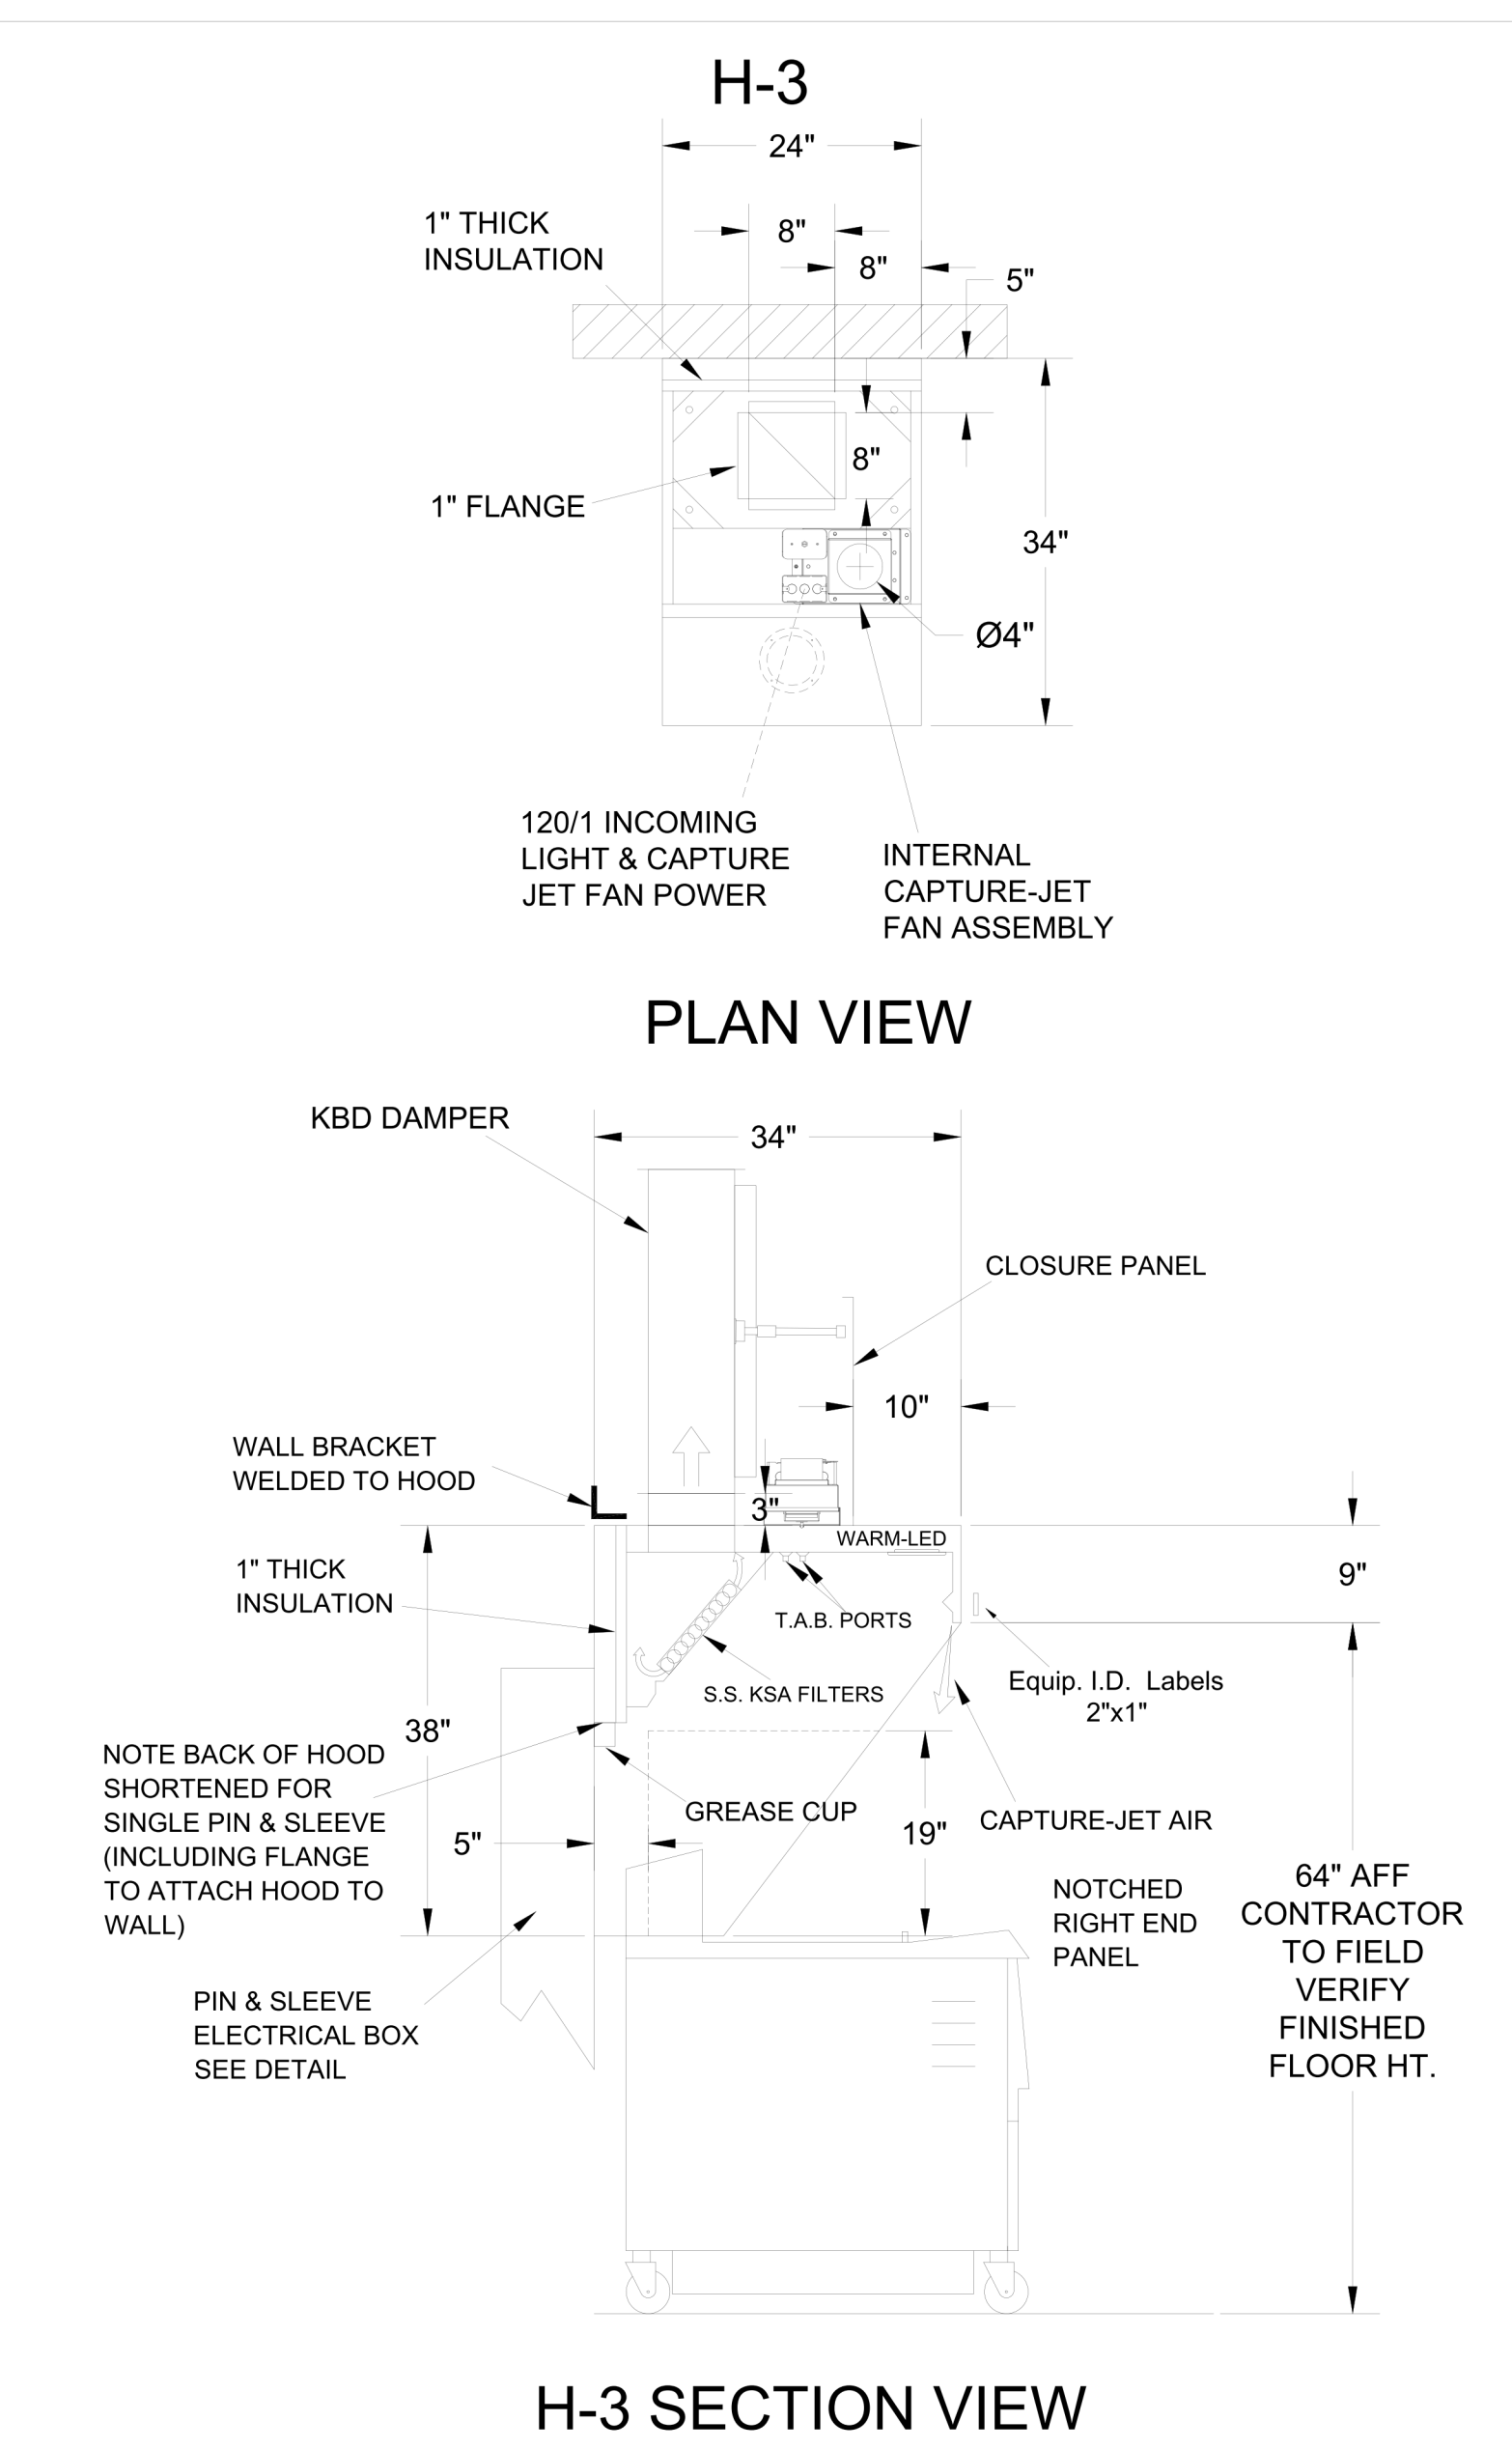 H-3
24"
8"
8"
5"
1" THICK
INSULATION
8"
1" FLANGE
34"
Ø4"
120/1 INCOMING
LIGHT & CAPTURE
JET FAN POWER
INTERNAL
CAPTURE-JET
FAN ASSEMBLY
PLAN VIEW
KBD DAMPER
34"
CLOSURE PANEL
10"
WALL BRACKET
WELDED TO HOOD
3"
WARM-LED
1" THICK
INSULATION
9"
T.A.B. PORTS
S.S. KSA FILTERS
Equip. I.D. Labels
2"x1"
38"
NOTE BACK OF HOOD
SHORTENED FOR
SINGLE PIN & SLEEVE
(INCLUDING FLANGE
TO ATTACH HOOD TO
WALL)
GREASE CUP
5"
19"
CAPTURE-JET AIR
NOTCHED
RIGHT END
PANEL
64" AFF
CONTRACTOR
TO FIELD
VERIFY
FINISHED
FLOOR HT.
PIN & SLEEVE
ELECTRICAL BOX
SEE DETAIL
H-3 SECTION VIEW